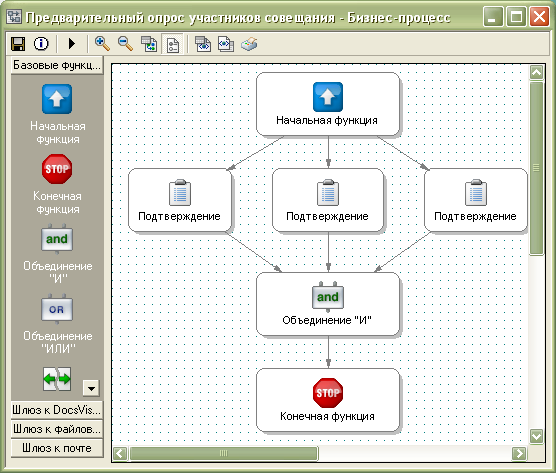 Предварительный опрос участников совещания - Бизнес-процесс
Базовые функц...
Начальная
функция
STOP
Конечная
функция
and
Объединение
"И"
OR
Объединение
"ИЛИ"
Шлюз к DocsVis...
Шлюз к файлов...
Шлюз к почте
Начальная функция
Подтверждение
Подтверждение
Подтверждение
and
Объединение "И"
STOP
Конечная функция